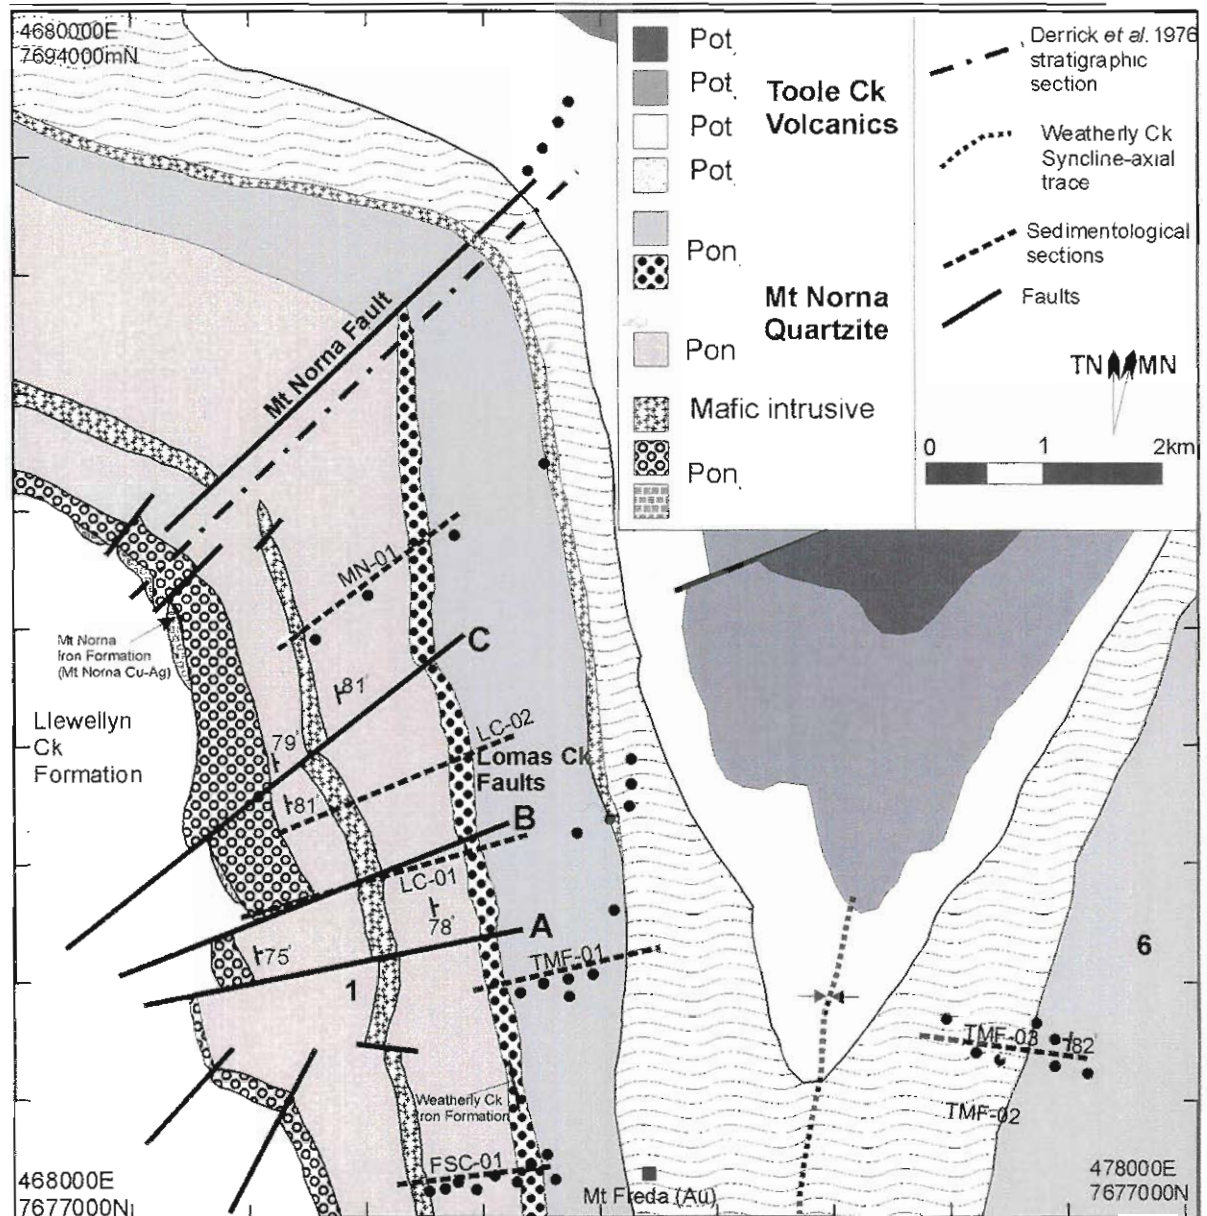 4680000E
7694000mN
Pot
Pot
Toole Ck
Volcanics
Pot
Pot
Pon
Mt Norna
Quartzite
Pon
Mafic intrusive
Pon
Derrick et al. 1976
stratigraphic
section
Weatherly Ck
Syncline-axial
trace
Sedimentological
sections
Faults
TN MN
0 1 2km
Mt Norna Fault
MN-01
C
81°
Mt Norna
Iron Formation
(Mt Norna Cu-Ag)
Llewellyn
Ck
Formation
79°
LC-02
Lomas Ck
Faults
81°
B
LC-01
78°
A
75°
TMF-01
1
6
TMF-03
82°
TMF-02
Weatherly Ck
Iron Formation
FSC-01
Mt Freda (Au)
468000E
7677000N
478000E
7677000N